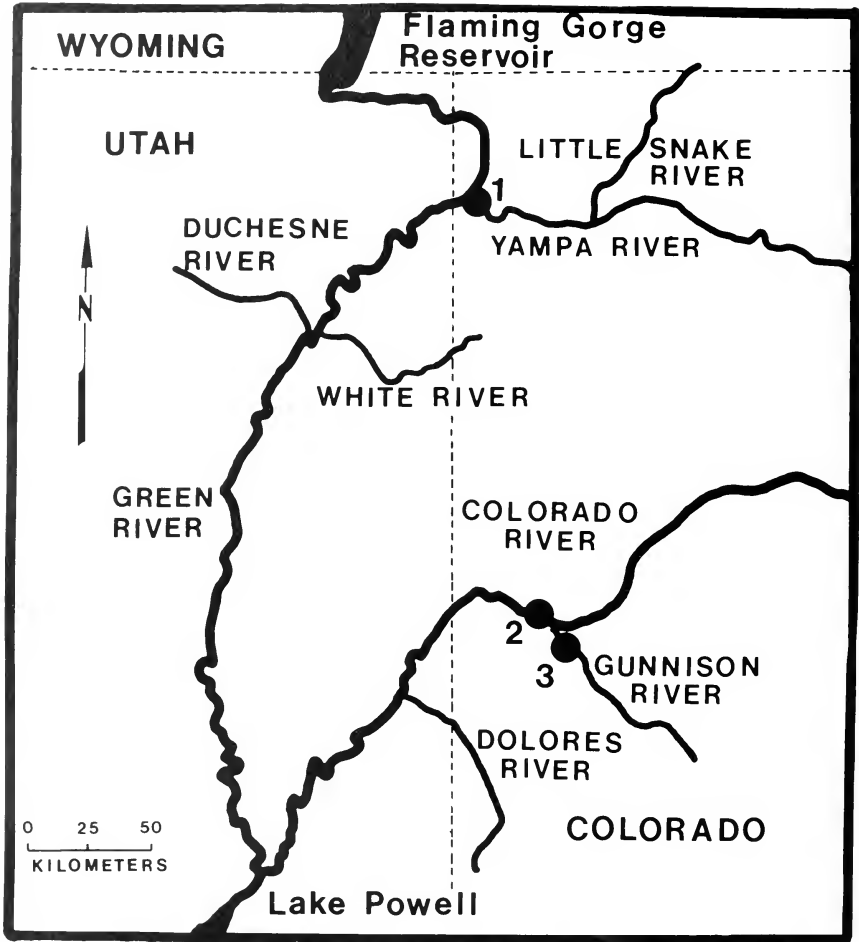 WYOMING
Flaming Gorge
Reservoir
UTAH
LITTLE SNAKE
RIVER
1
DUCHESNE
RIVER
YAMPA RIVER
N
WHITE RIVER
GREEN
RIVER
COLORADO
RIVER
2
3
GUNNISON
RIVER
DOLORES
RIVER
0 25 50
KILOMETERS
COLORADO
Lake Powell